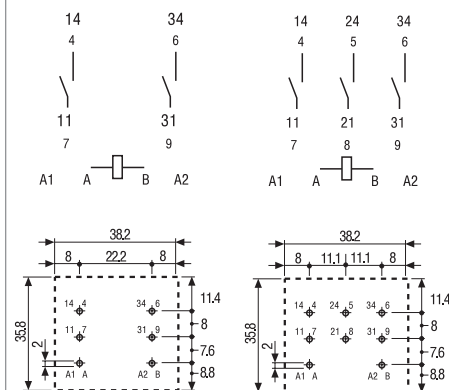 14 34 14 24 34
4 6 4 5 6
11 31 11 21 31
7 9 7 8 9
A1 A B A2 A1 A B A2
38.2 38.2
8 22.2 8 8 11.1 11.1 8
11.4 11.4
14 4 34 6 14 4 24 5 34 6
35.8 8 35.8 8
11 7 31 9 11 7 21 8 31 9
2 7.6 2 7.6
A1 A A2 B 8.8 A1 A A2 B 8.8